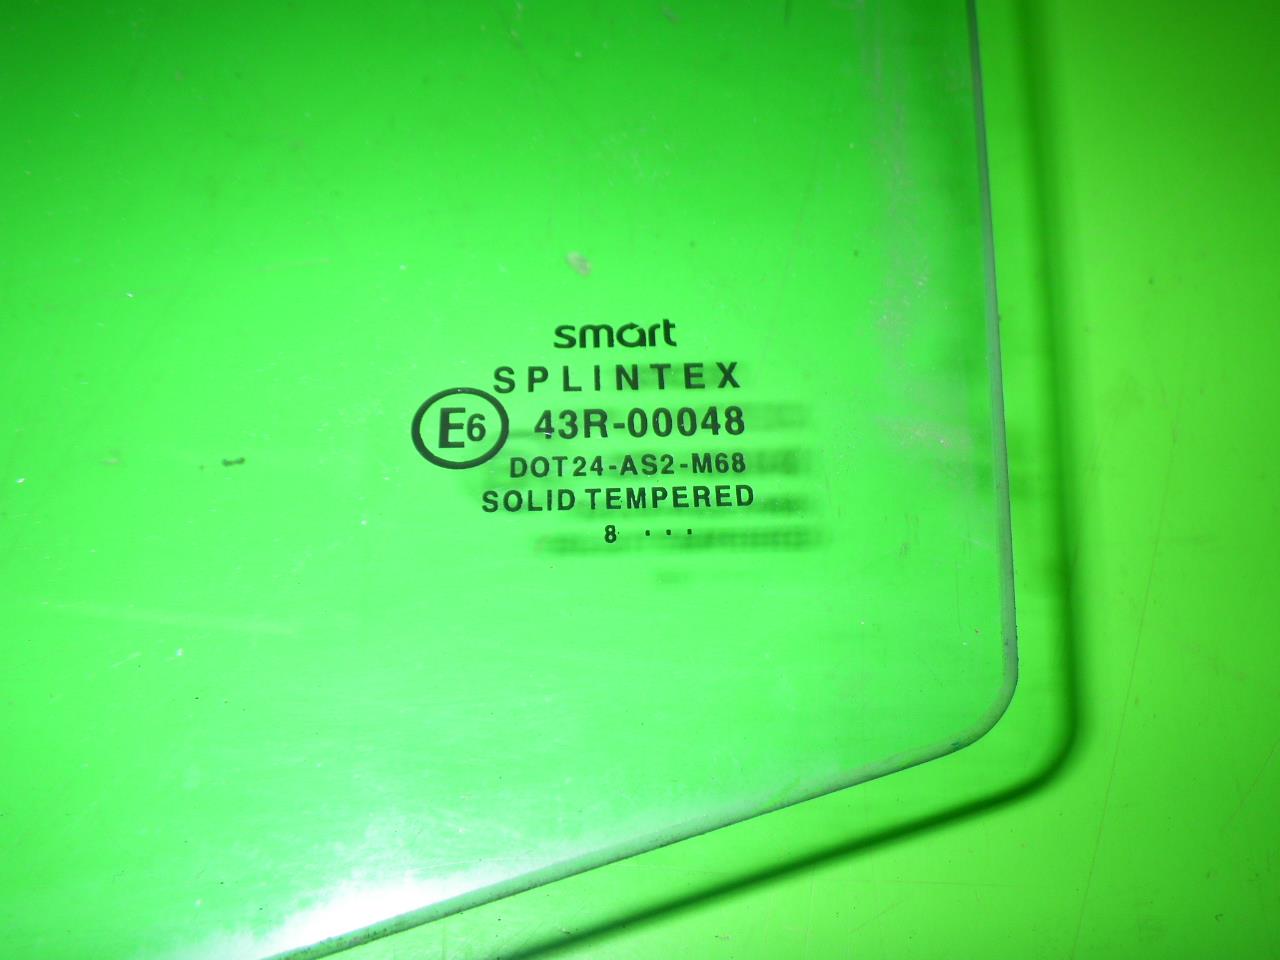 smart
SPLINTEX
E6 43R-00048
DOT24-AS2-M68
SOLID TEMPERED
8 · · ·